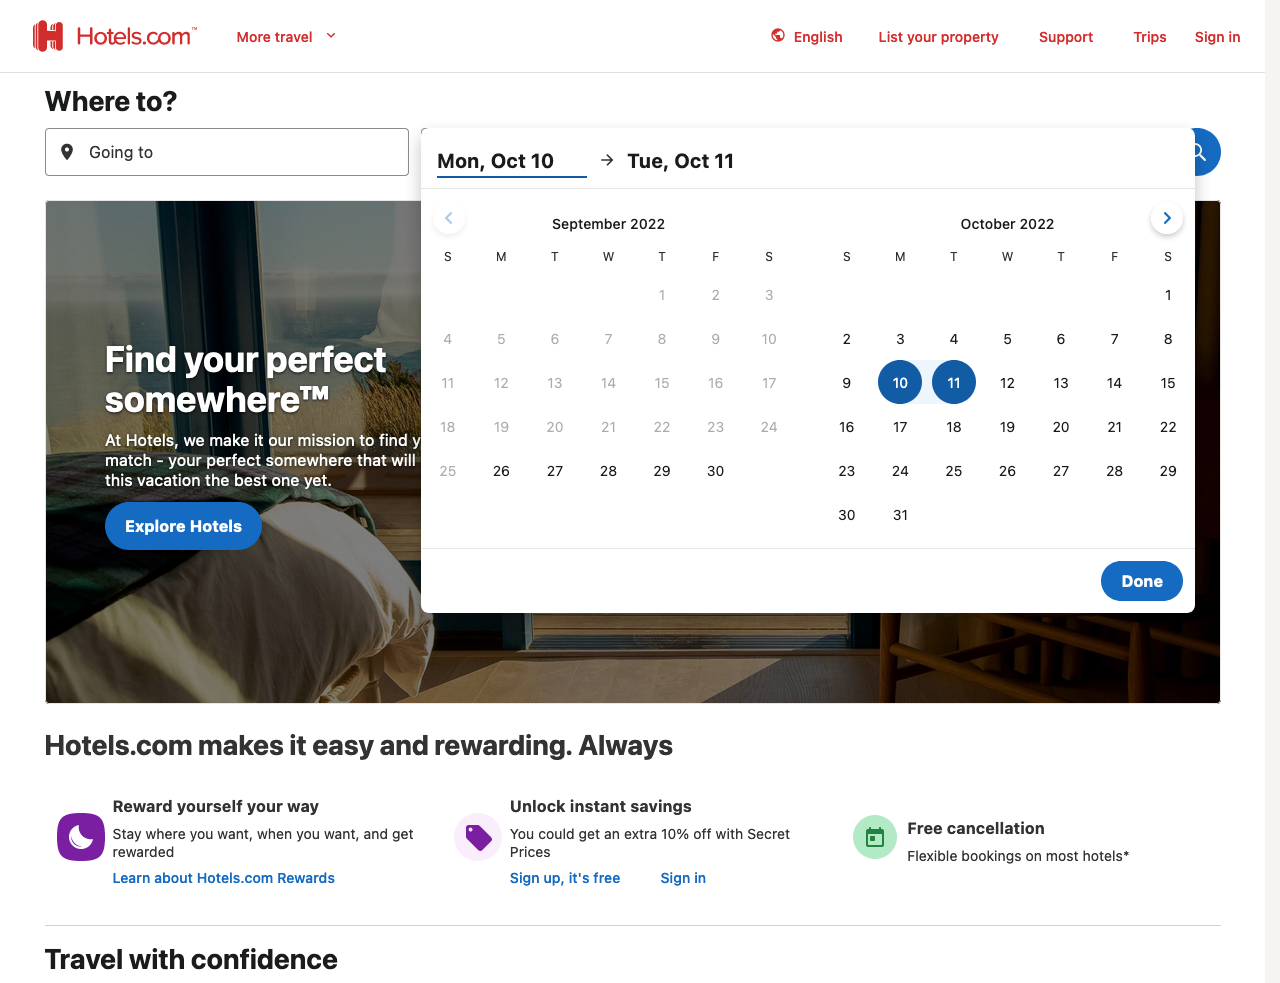 Hotels.com™
More travel
English
List your property
Support
Trips
Sign in
Where to?
Going to
Mon, Oct 10
Tue, Oct 11
September 2022
S M T W T F S
1 2 3
4 5 6 7 8 9 10
11 12 13 14 15 16 17
18 19 20 21 22 23 24
25 26 27 28 29 30
October 2022
S M T W T F S
1
2 3 4 5 6 7 8
9 10 11 12 13 14 15
16 17 18 19 20 21 22
23 24 25 26 27 28 29
30 31
Done
Find your perfect
somewhere™
At Hotels, we make it our mission to find y
match - your perfect somewhere that will
this vacation the best one yet.
Explore Hotels
Hotels.com makes it easy and rewarding. Always
Reward yourself your way
Stay where you want, when you want, and get
rewarded
Learn about Hotels.com Rewards
Unlock instant savings
You could get an extra 10% off with Secret
Prices
Sign up, it's free
Sign in
Free cancellation
Flexible bookings on most hotels*
Travel with confidence